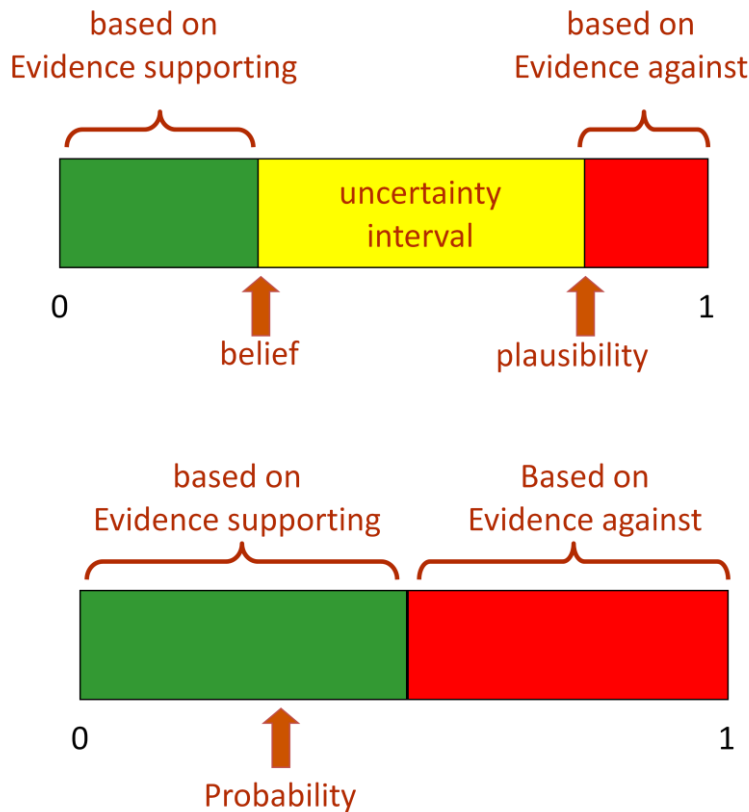 based on
Evidence supporting
based on
Evidence against
uncertainty
interval
0
1
belief
plausibility
based on
Evidence supporting
Based on
Evidence against
0
1
Probability